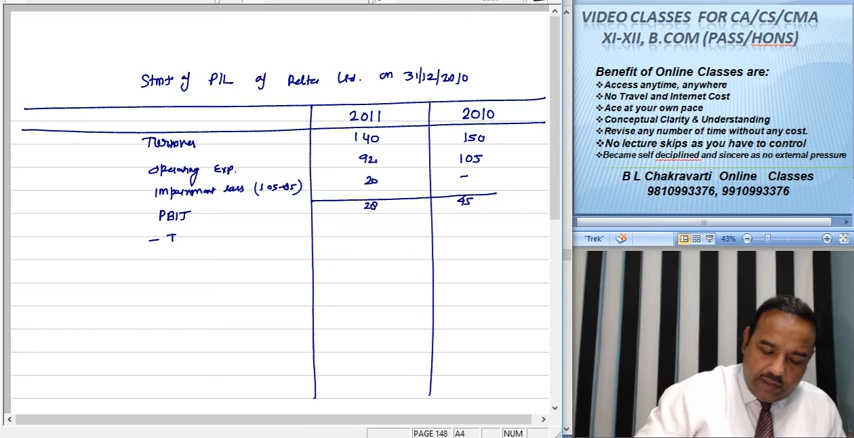 Stmt of P/L of Delta Ltd. on 31/12/2010
2011 2010
Turnover 140 150
Operating Exp. 92 105
Impairment loss (105-85) 20 -
PBIT 28 45
- T
PAGE 148 A4 NUM
VIDEO CLASSES FOR CA/CS/CMA
XI-XII, B.COM (PASS/HONS)
Benefit of Online Classes are:
❖Access anytime, anywhere
❖No Travel and Internet Cost
❖Ace at your own pace
❖Conceptual Clarity & Understanding
❖Revise any number of time without any cost.
❖No lecture skips as you have to control
❖Became self deciplined and sincere as no external pressure
B L Chakravarti Online Classes
9810993376, 9910993376
'Trek' 43%